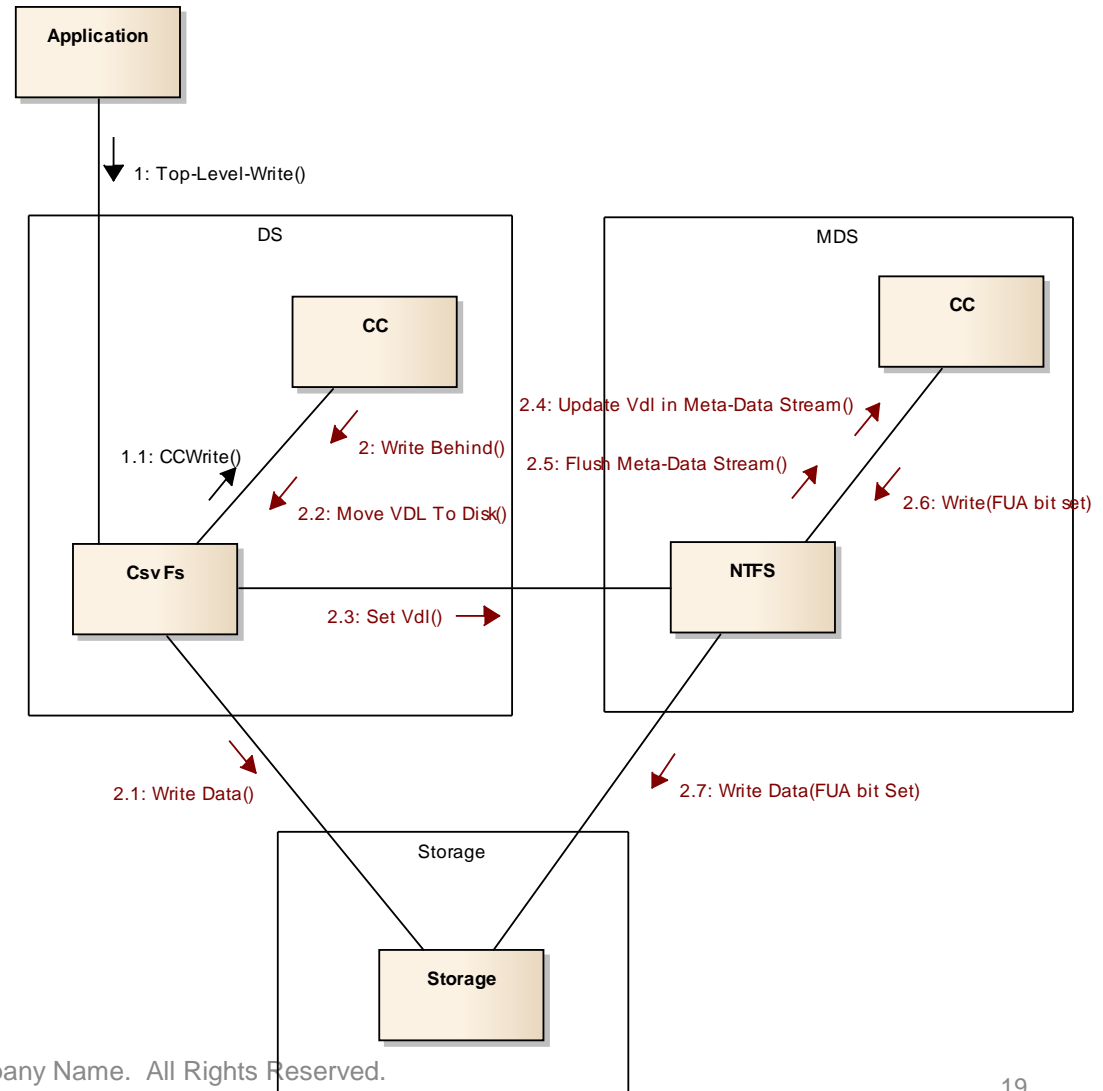 Application
1: Top-Level-Write()
DS
MDS
CC
CC
2.4: Update Vdl in Meta-Data Stream()
2: Write Behind()
1.1: CCWrite()
2.5: Flush Meta-Data Stream()
2.6: Write(FUA bit set)
2.2: Move VDL To Disk()
Csv Fs
NTFS
2.3: Set Vdl()
2.1: Write Data()
2.7: Write Data(FUA bit Set)
Storage
Storage
Name. All Rights Reserved.
19